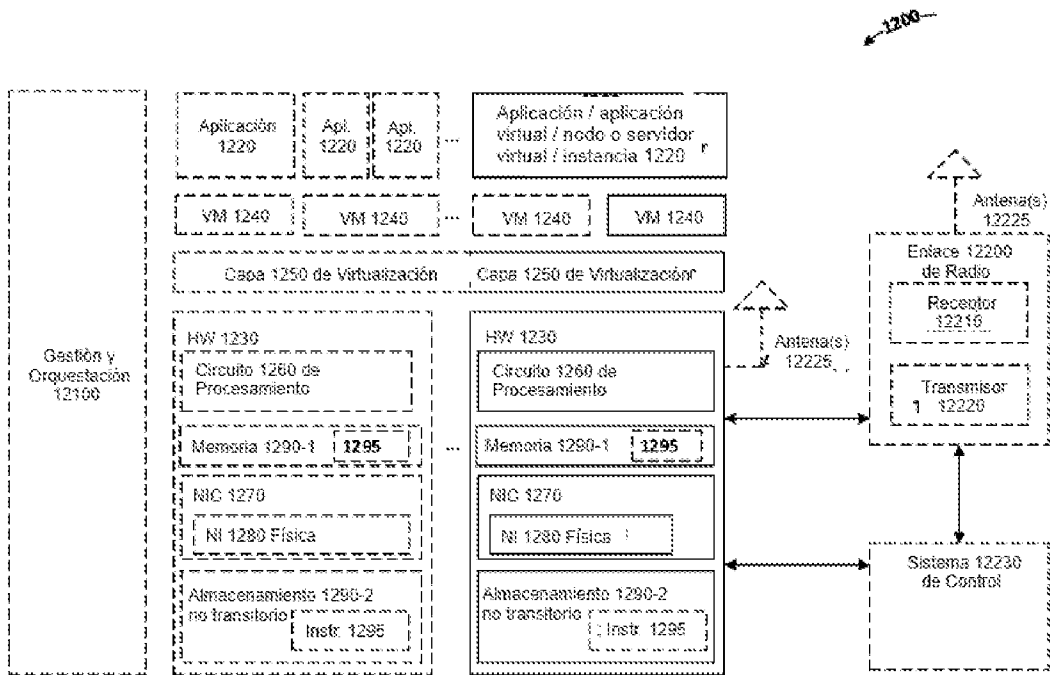 1200
Gestión y
Orquestación
12100
Aplicación
1220
Apl.
1220
Apl.
1220
...
Aplicación / aplicación
virtual / nodo o servidor
virtual / instancia 1220
VM 1240
VM 1240
...
VM 1240
VM 1240
Capa 1250 de Virtualización
Capa 1250 de Virtualización
HW 1230
Circuito 1260 de
Procesamiento
Memoria 1290-1
1295
NIC 1270
NI 1280 Física
Almacenamiento 1290-2
no transitorio
Instr. 1295
...
HW 1230
Circuito 1260 de
Procesamiento
Memoria 1290-1
1295
NIC 1270
NI 1280 Física
Almacenamiento 1290-2
no transitorio
Instr. 1295
Antena(s)
12225
Antena(s)
12225
Enlace 12200
de Radio
Receptor
12210
Transmisor
12220
Sistema 12230
de Control